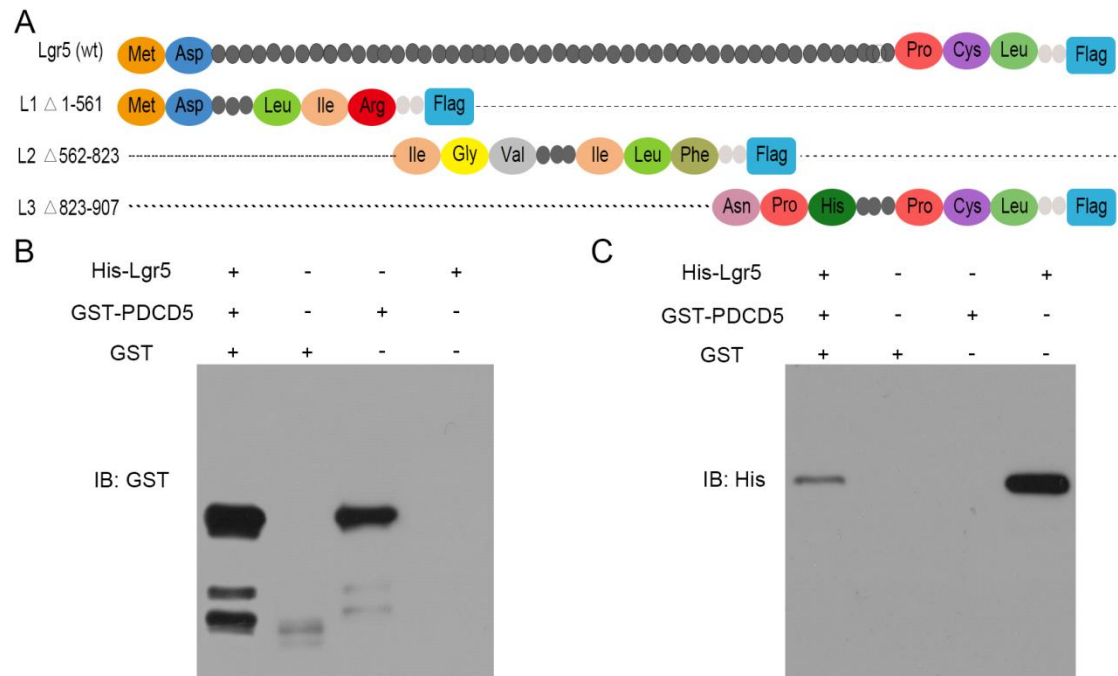 A
Lgr5 (wt) Met Asp Pro Cys Leu Flag
L1 △ 1-561 Met Asp Leu Ile Arg Flag
L2 △562-823 Ile Gly Val Ile Leu Phe Flag
L3 △823-907 Asn Pro His Pro Cys Leu Flag
B
His-Lgr5 + - - +
GST-PDCD5 + - + -
GST + + - -
IB: GST
C
His-Lgr5 + - - +
GST-PDCD5 + - + -
GST + + - -
IB: His